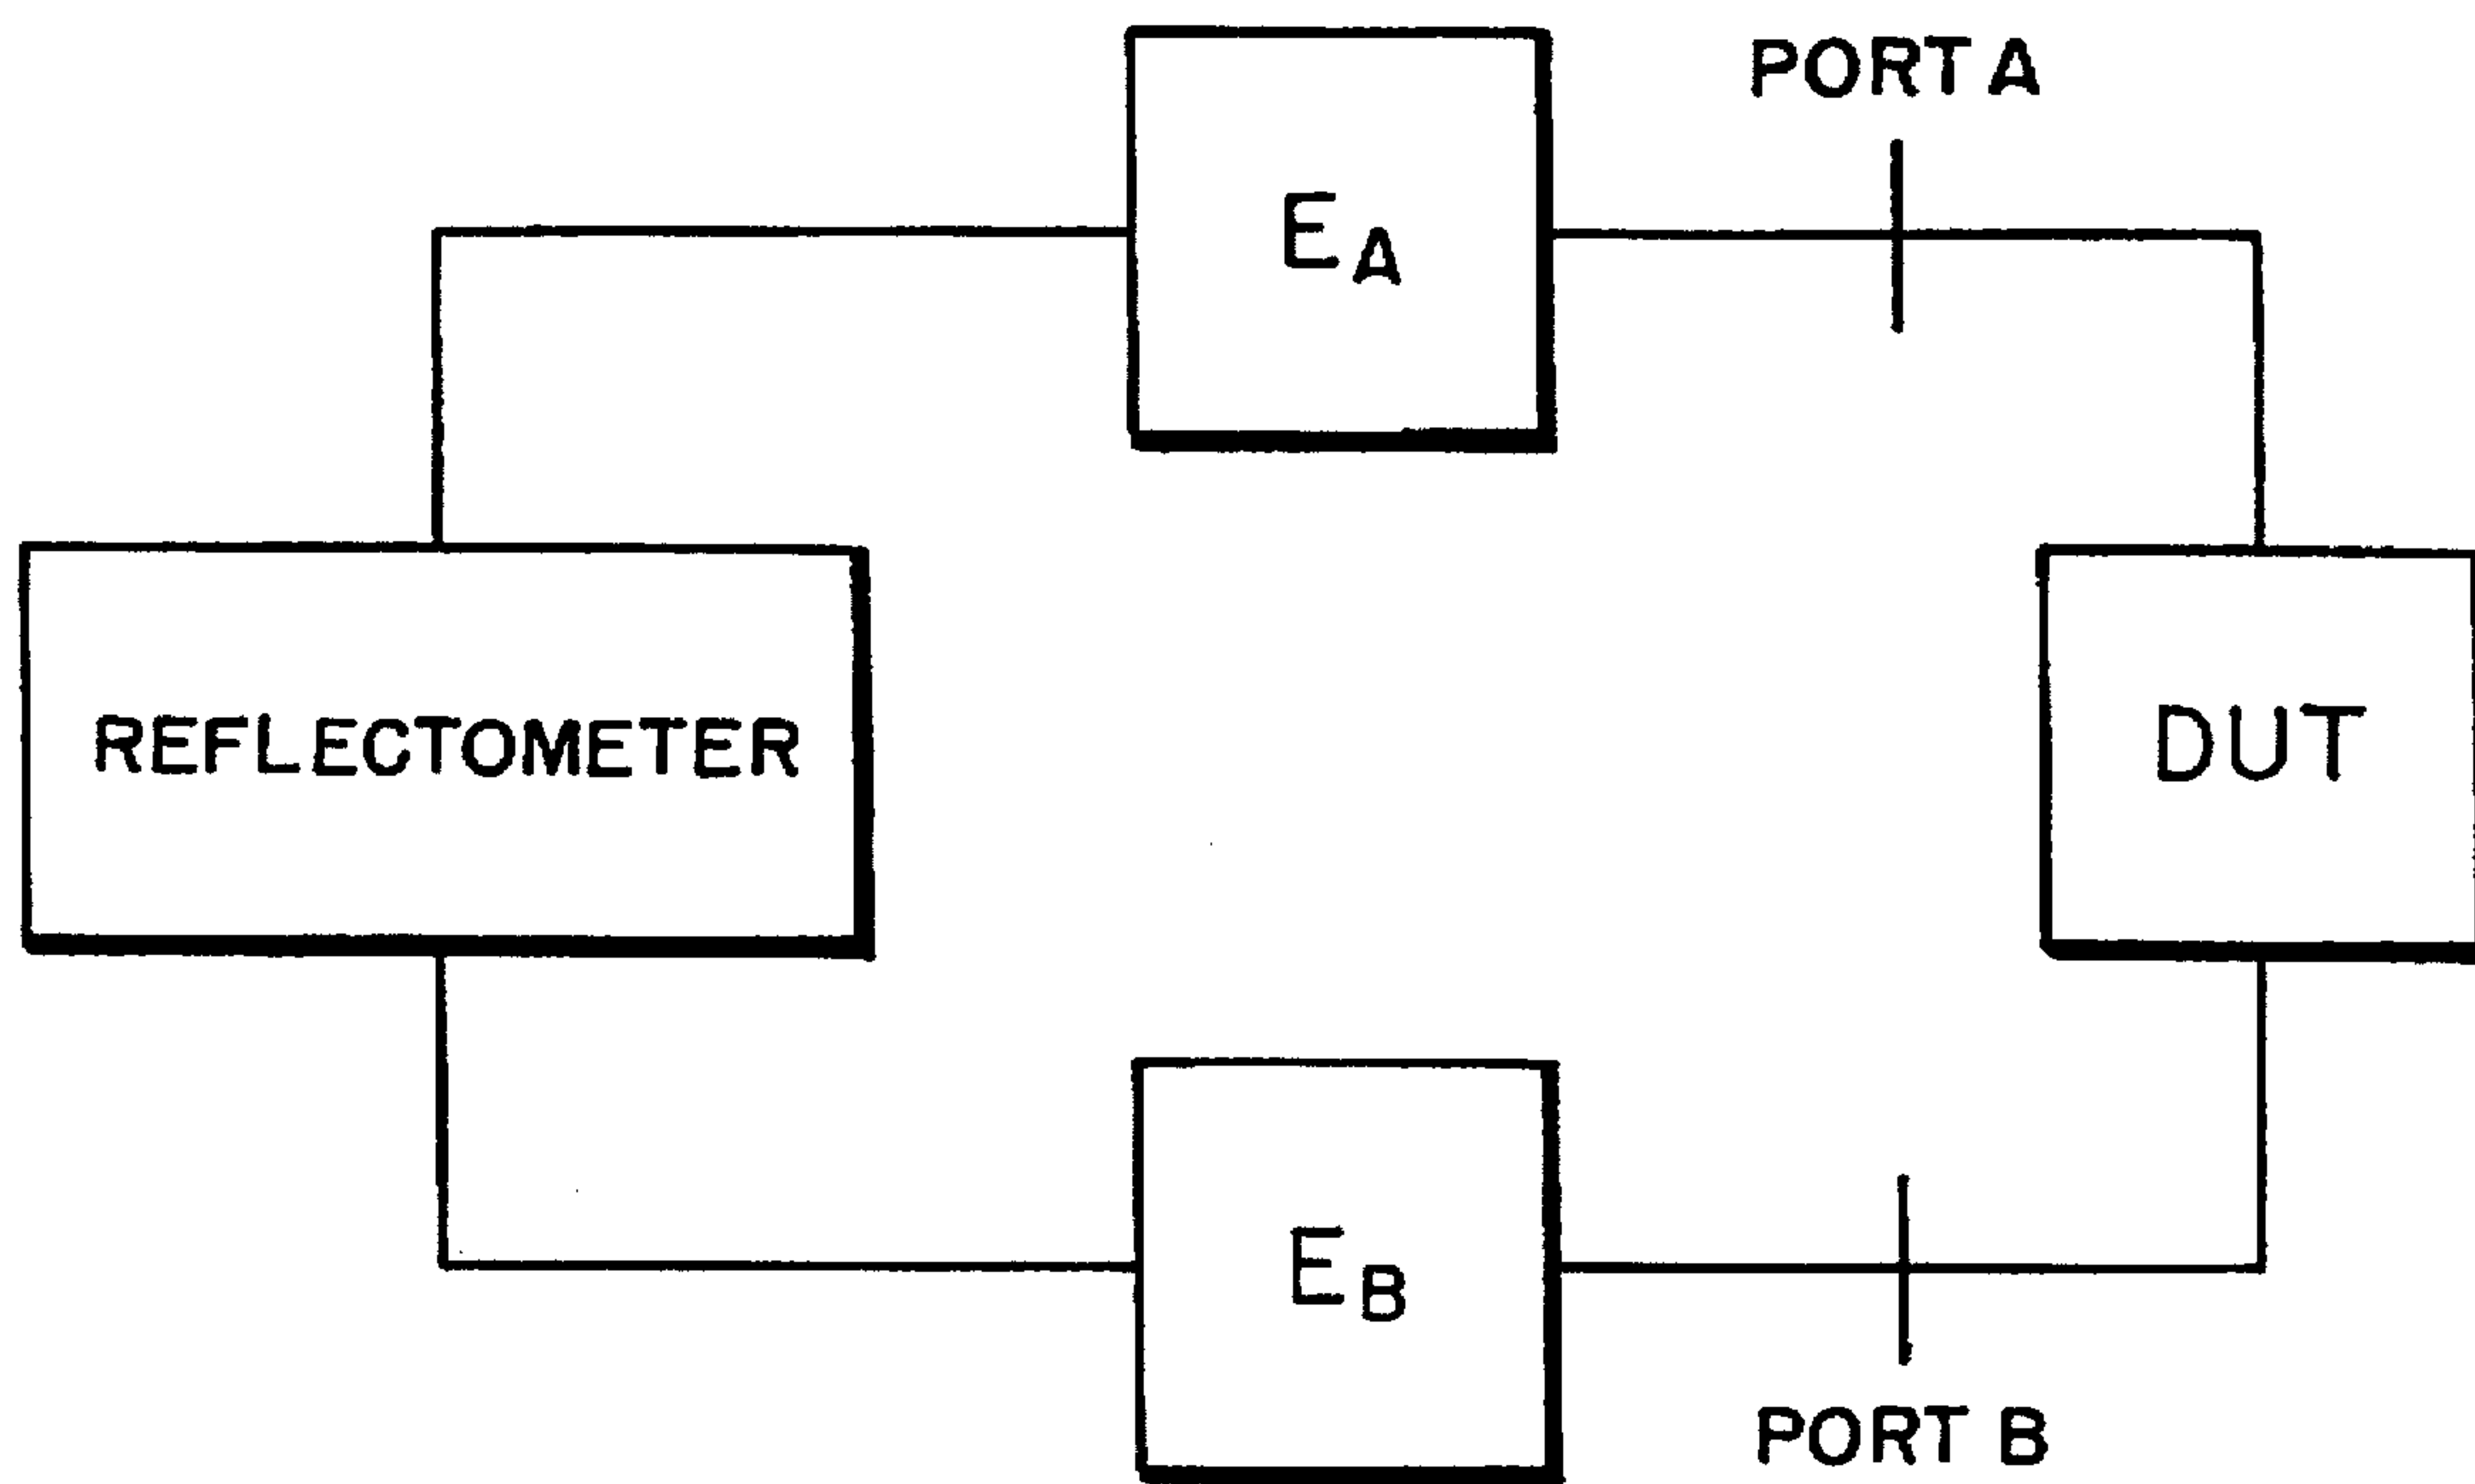 PORT A
E_A
REFLECTOMETER
DUT
E_B
PORT B